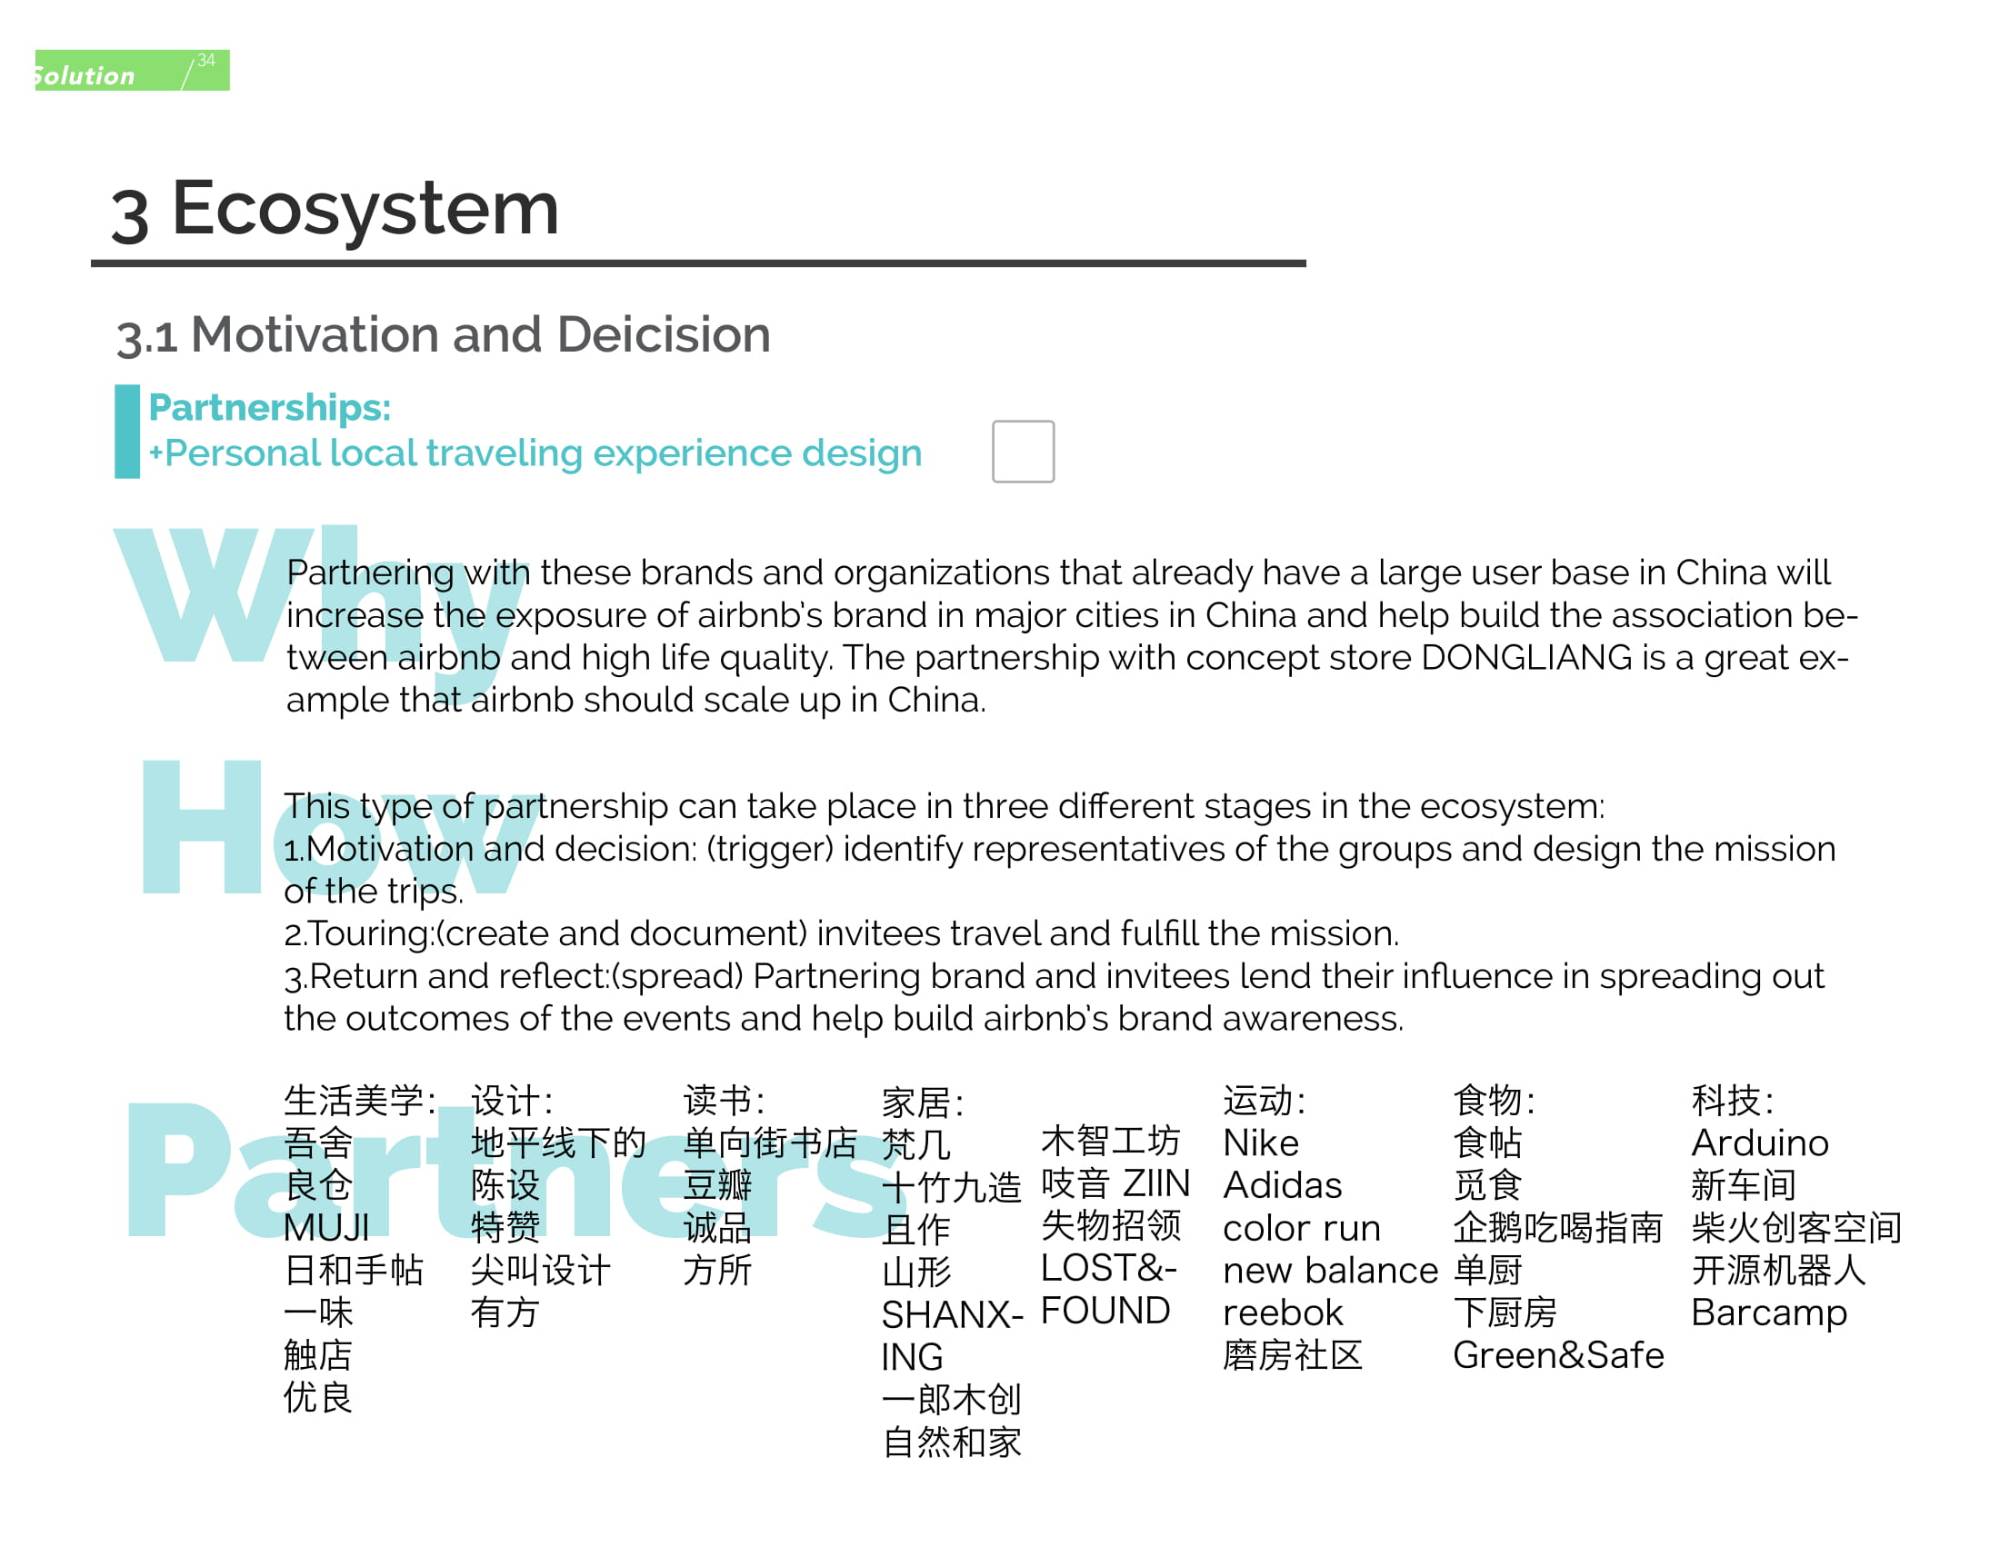 Solution
34
3 Ecosystem
3.1 Motivation and Deicision
Partnerships:
+Personal local traveling experience design
Why
Partnering with these brands and organizations that already have a large user base in China will
increase the exposure of airbnb's brand in major cities in China and help build the association be-
tween airbnb and high life quality. The partnership with concept store DONGLIANG is a great ex-
ample that airbnb should scale up in China.
How
This type of partnership can take place in three different stages in the ecosystem:
1.Motivation and decision: (trigger) identify representatives of the groups and design the mission
of the trips.
2.Touring:(create and document) invitees travel and fulfill the mission.
3.Return and reflect:(spread) Partnering brand and invitees lend their influence in spreading out
the outcomes of the events and help build airbnb's brand awareness.
Partners
生活美学：
吾舍
良仓
MUJI
日和手帖
一味
触店
优良
设计：
地平线下的
陈设
特赞
尖叫设计
有方
读书：
单向街书店
豆瓣
诚品
方所
家居：
梵几
十竹九造
且作
山形
SHANX-
ING
一郎木创
自然和家
木智工坊
吱音 ZIIN
失物招领
LOST&-
FOUND
运动：
Nike
Adidas
color run
new balance
reebok
磨房社区
食物：
食帖
觅食
企鹅吃喝指南
单厨
下厨房
Green&Safe
科技：
Arduino
新车间
柴火创客空间
开源机器人
Barcamp